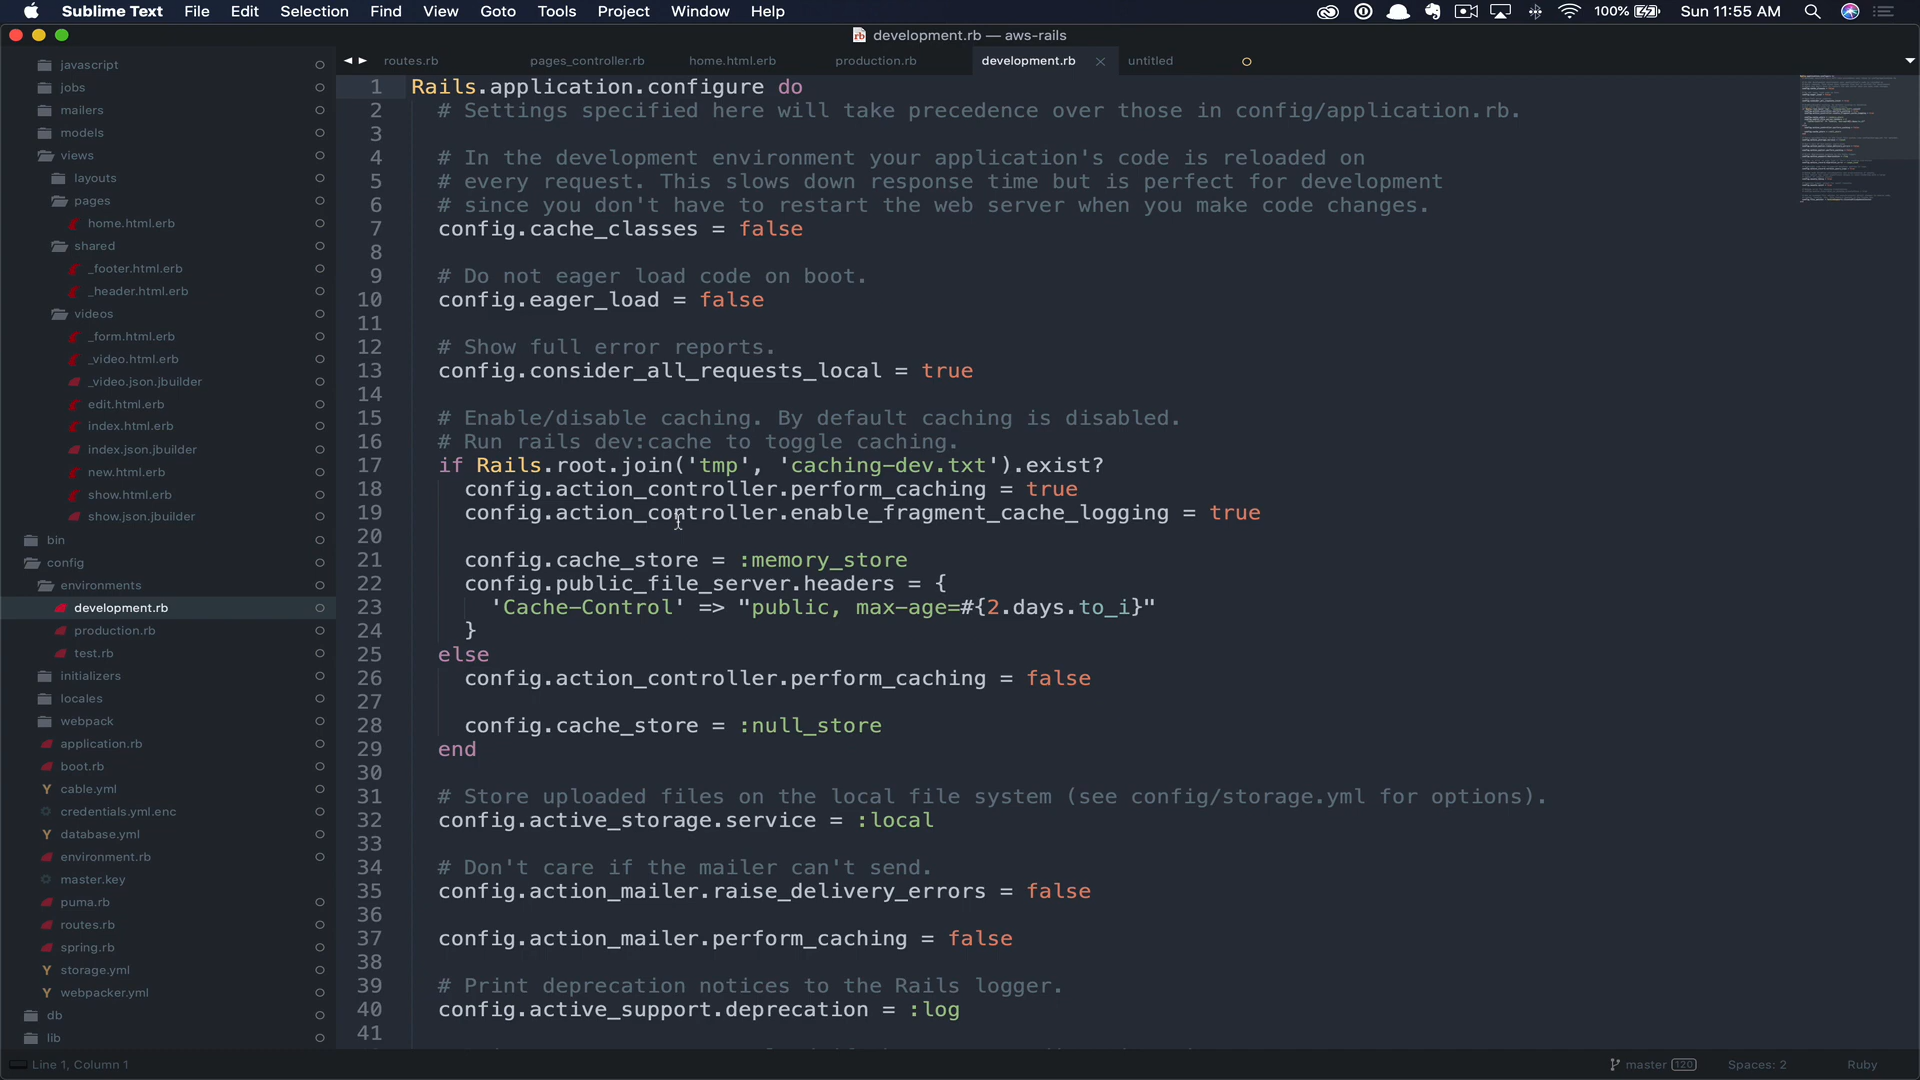 Sublime Text File Edit Selection Find View Goto Tools Project Window Help 100% Sun 11:55 AM
development.rb — aws-rails
routes.rb pages_controller.rb home.html.erb production.rb development.rb untitled
javascript
jobs
mailers
models
views
layouts
pages
home.html.erb
shared
_footer.html.erb
_header.html.erb
videos
_form.html.erb
_video.html.erb
_video.json.jbuilder
edit.html.erb
index.html.erb
index.json.jbuilder
new.html.erb
show.html.erb
show.json.jbuilder
bin
config
environments
development.rb
production.rb
test.rb
initializers
locales
webpack
application.rb
boot.rb
Y cable.yml
credentials.yml.enc
Y database.yml
environment.rb
master.key
puma.rb
routes.rb
spring.rb
Y storage.yml
Y webpacker.yml
db
lib
1 Rails.application.configure do
2 # Settings specified here will take precedence over those in config/application.rb.
3
4 # In the development environment your application's code is reloaded on
5 # every request. This slows down response time but is perfect for development
6 # since you don't have to restart the web server when you make code changes.
7 config.cache_classes = false
8
9 # Do not eager load code on boot.
10 config.eager_load = false
11
12 # Show full error reports.
13 config.consider_all_requests_local = true
14
15 # Enable/disable caching. By default caching is disabled.
16 # Run rails dev:cache to toggle caching.
17 if Rails.root.join('tmp', 'caching-dev.txt').exist?
18 config.action_controller.perform_caching = true
19 config.action_controller.enable_fragment_cache_logging = true
20
21 config.cache_store = :memory_store
22 config.public_file_server.headers = {
23 'Cache-Control' => "public, max-age=#{2.days.to_i}"
24 }
25 else
26 config.action_controller.perform_caching = false
27
28 config.cache_store = :null_store
29 end
30
31 # Store uploaded files on the local file system (see config/storage.yml for options).
32 config.active_storage.service = :local
33
34 # Don't care if the mailer can't send.
35 config.action_mailer.raise_delivery_errors = false
36
37 config.action_mailer.perform_caching = false
38
39 # Print deprecation notices to the Rails logger.
40 config.active_support.deprecation = :log
41
Line 1, Column 1 master 120 Spaces: 2 Ruby